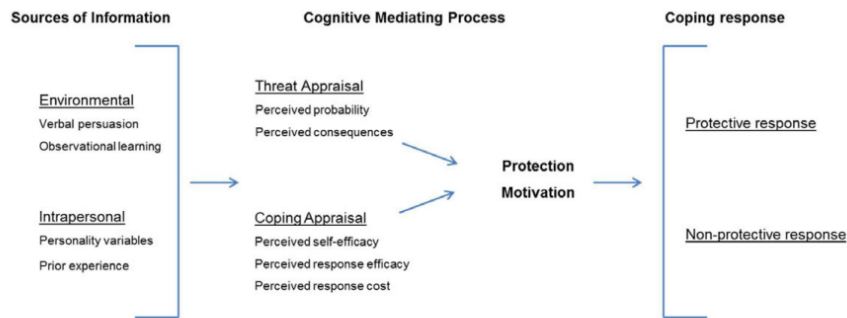 Sources of Information
Cognitive Mediating Process
Coping response
Environmental
Verbal persuasion
Observational learning
Intrapersonal
Personality variables
Prior experience
Threat Appraisal
Perceived probability
Perceived consequences
Coping Appraisal
Perceived self-efficacy
Perceived response efficacy
Perceived response cost
Protection
Motivation
Protective response
Non-protective response